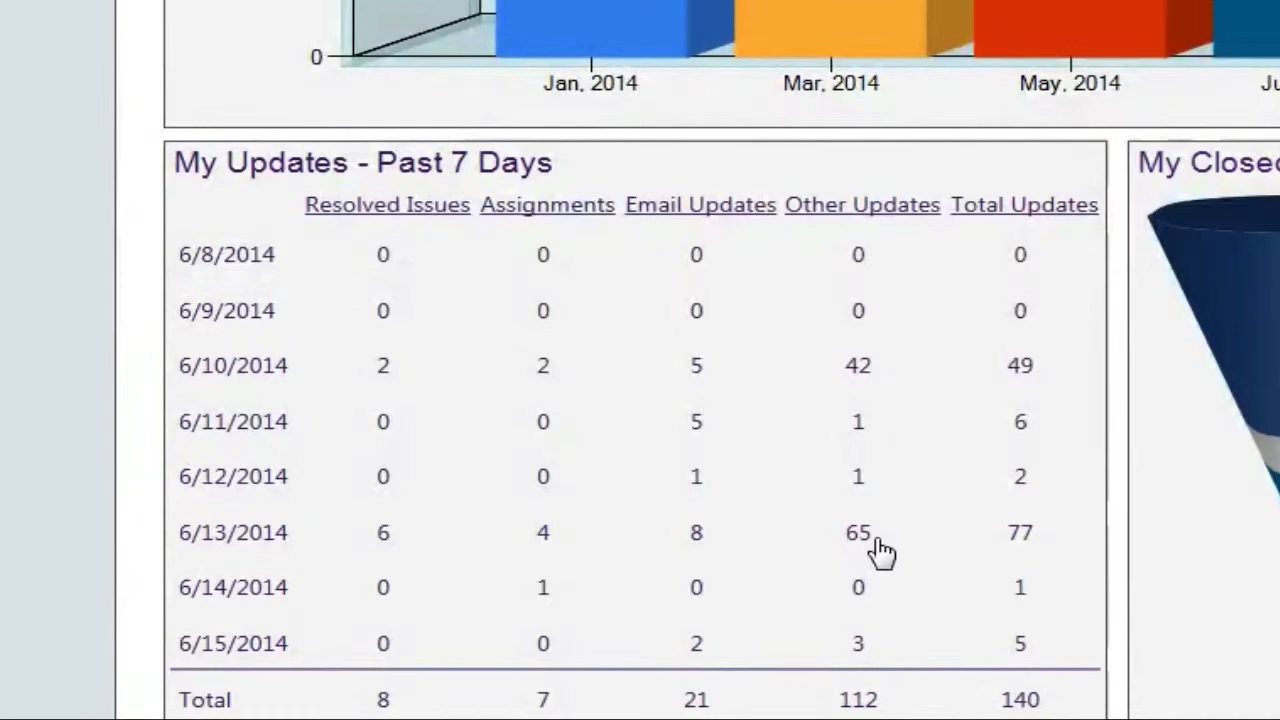 0
Jan, 2014 Mar, 2014 May, 2014
My Updates - Past 7 Days
Resolved Issues Assignments Email Updates Other Updates Total Updates
6/8/2014 0 0 0 0 0
6/9/2014 0 0 0 0 0
6/10/2014 2 2 5 42 49
6/11/2014 0 0 5 1 6
6/12/2014 0 0 1 1 2
6/13/2014 6 4 8 65 77
6/14/2014 0 1 0 0 1
6/15/2014 0 0 2 3 5
Total 8 7 21 112 140
My Closed